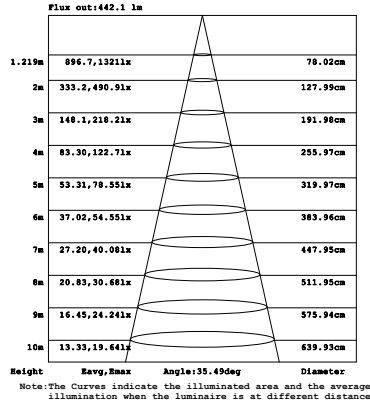 Flux out:442.1 lm
1.219m 896.7,1321lx 78.02cm
2m 333.2,490.9lx 127.99cm
3m 148.1,218.2lx 191.98cm
4m 83.30,122.7lx 255.97cm
5m 53.31,78.55lx 319.97cm
6m 37.02,54.55lx 383.96cm
7m 27.20,40.08lx 447.95cm
8m 20.83,30.68lx 511.95cm
9m 16.45,24.24lx 575.94cm
10m 13.33,19.64lx 639.93cm
Height Eavg,Emax Angle:35.49deg Diameter
Note:The Curves indicate the illuminated area and the average
illumination when the luminaire is at different distance